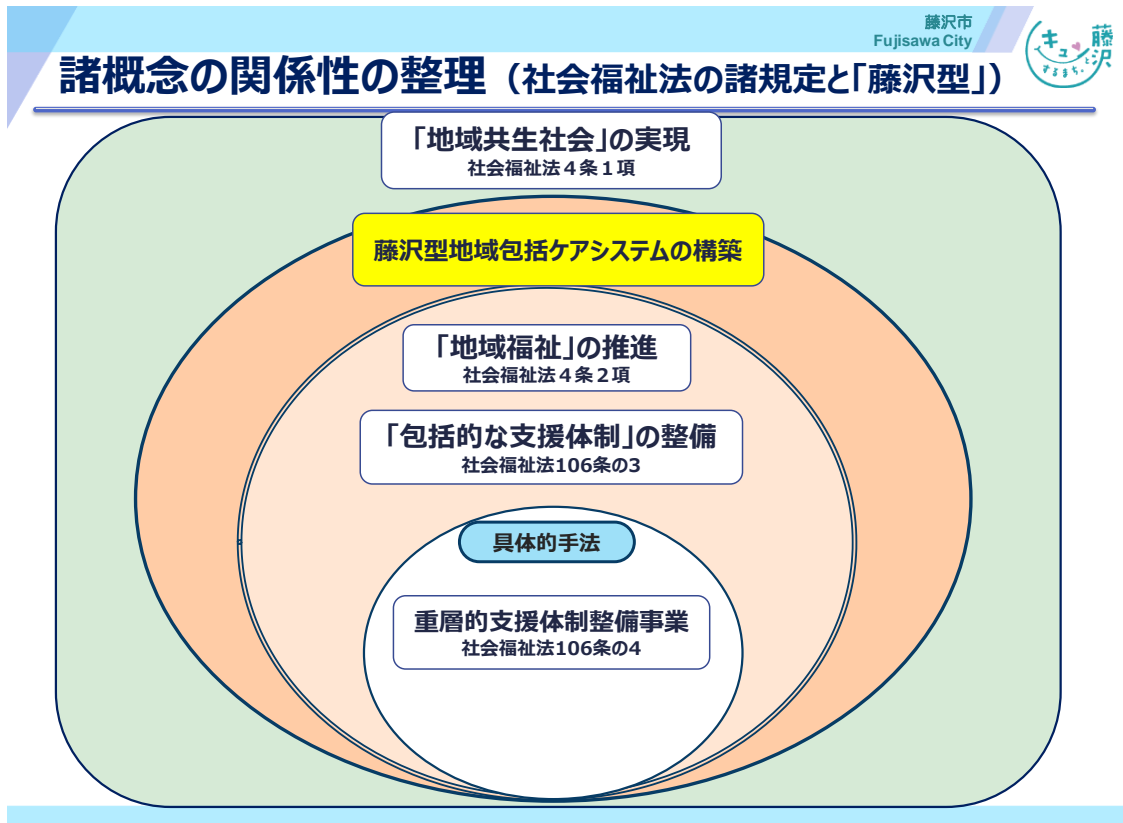 藤沢市
Fujisawa City
キュンとするまち。藤沢
諸概念の関係性の整理（社会福祉法の諸規定と「藤沢型」）
「地域共生社会」の実現
社会福祉法４条１項
藤沢型地域包括ケアシステムの構築
「地域福祉」の推進
社会福祉法４条２項
「包括的な支援体制」の整備
社会福祉法106条の3
具体的手法
重層的支援体制整備事業
社会福祉法106条の4